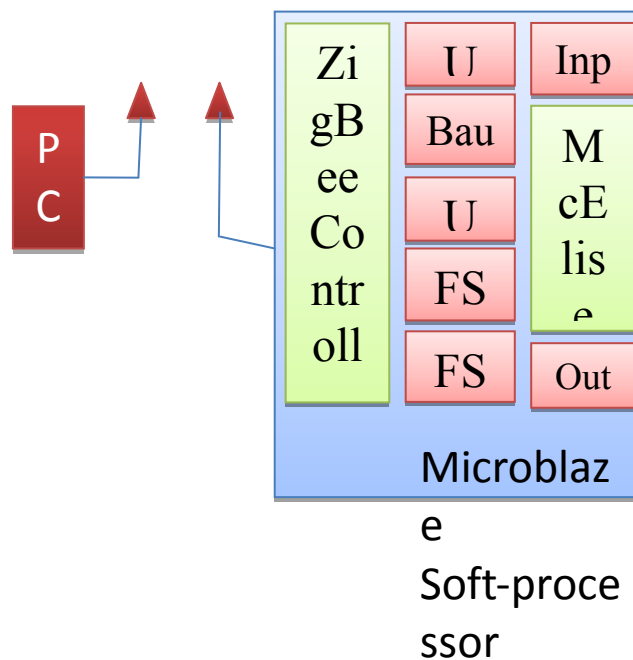 P
C
Zi
gB
ee
Co
ntr
oll
U
Bau
U
FS
FS
Inp
M
cE
lis
e
Out
Microblaz
e
Soft-proce
ssor